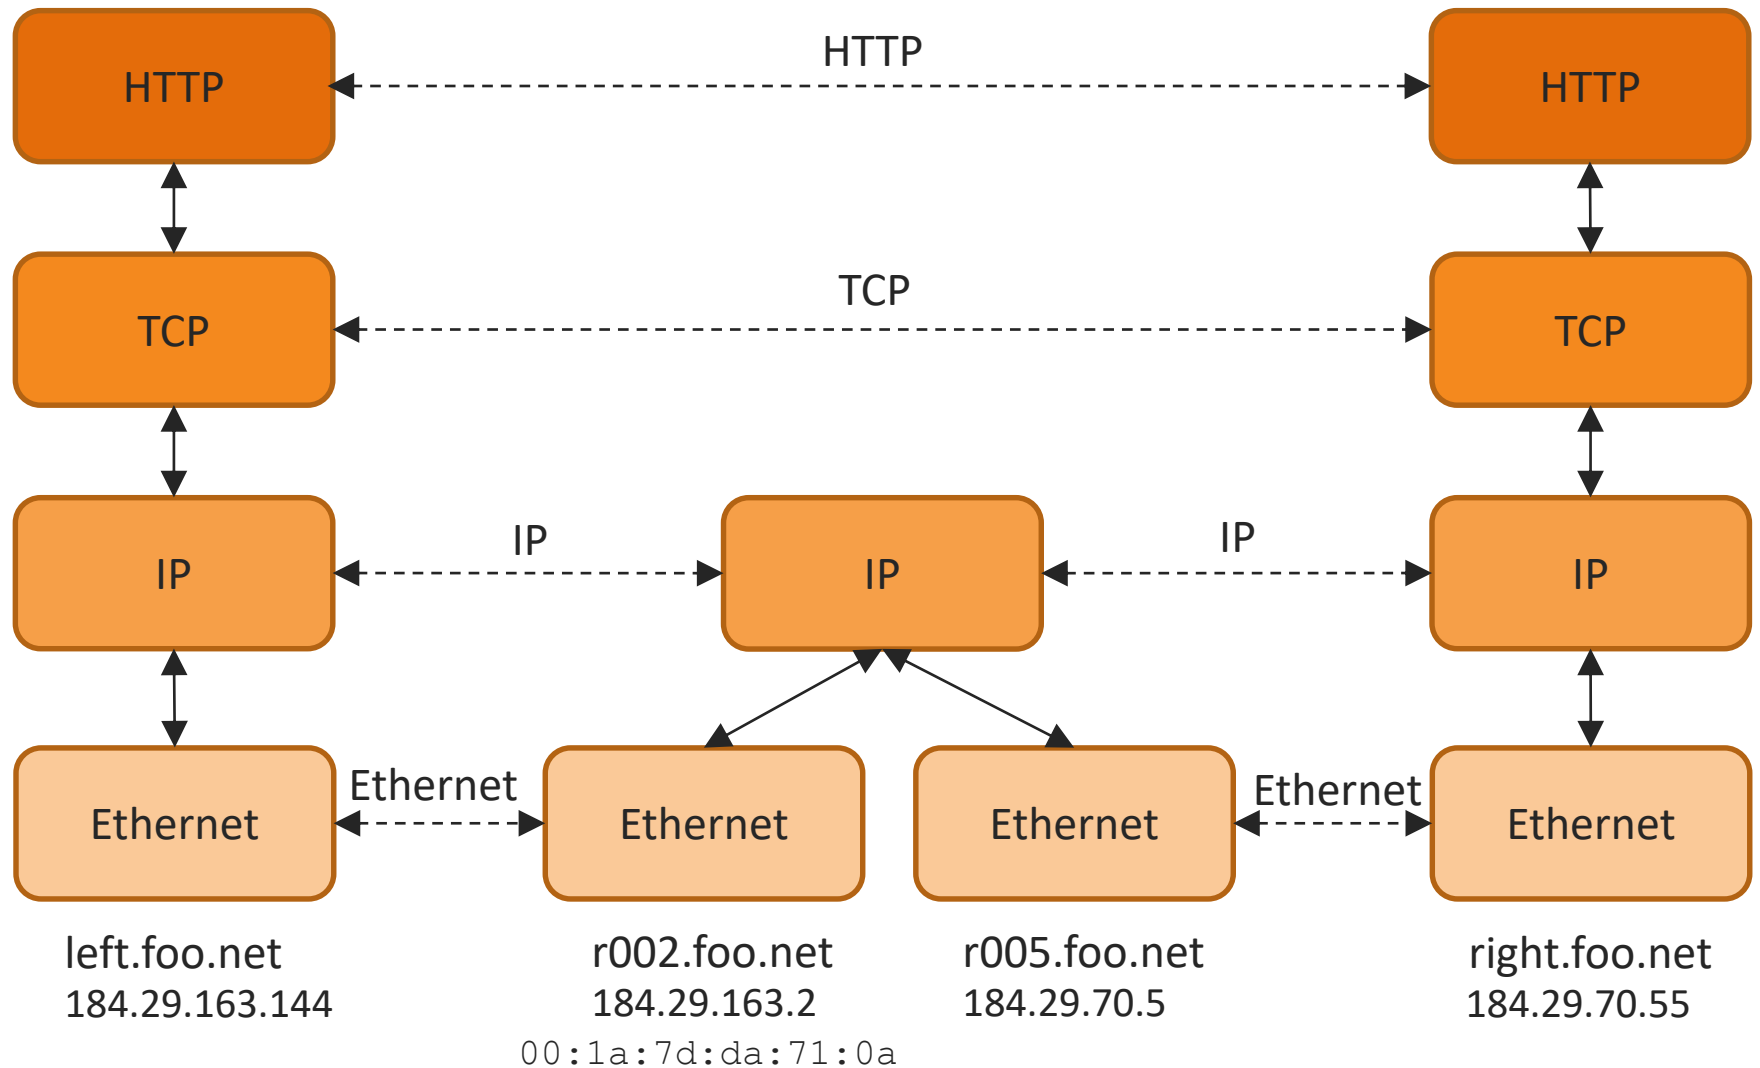 HTTP
HTTP
HTTP
TCP
TCP
TCP
IP
IP
IP
IP
IP
Ethernet
Ethernet
Ethernet
Ethernet
Ethernet
Ethernet
left.foo.net
184.29.163.144
r002.foo.net
184.29.163.2
00:1a:7d:da:71:0a
r005.foo.net
184.29.70.5
right.foo.net
184.29.70.55